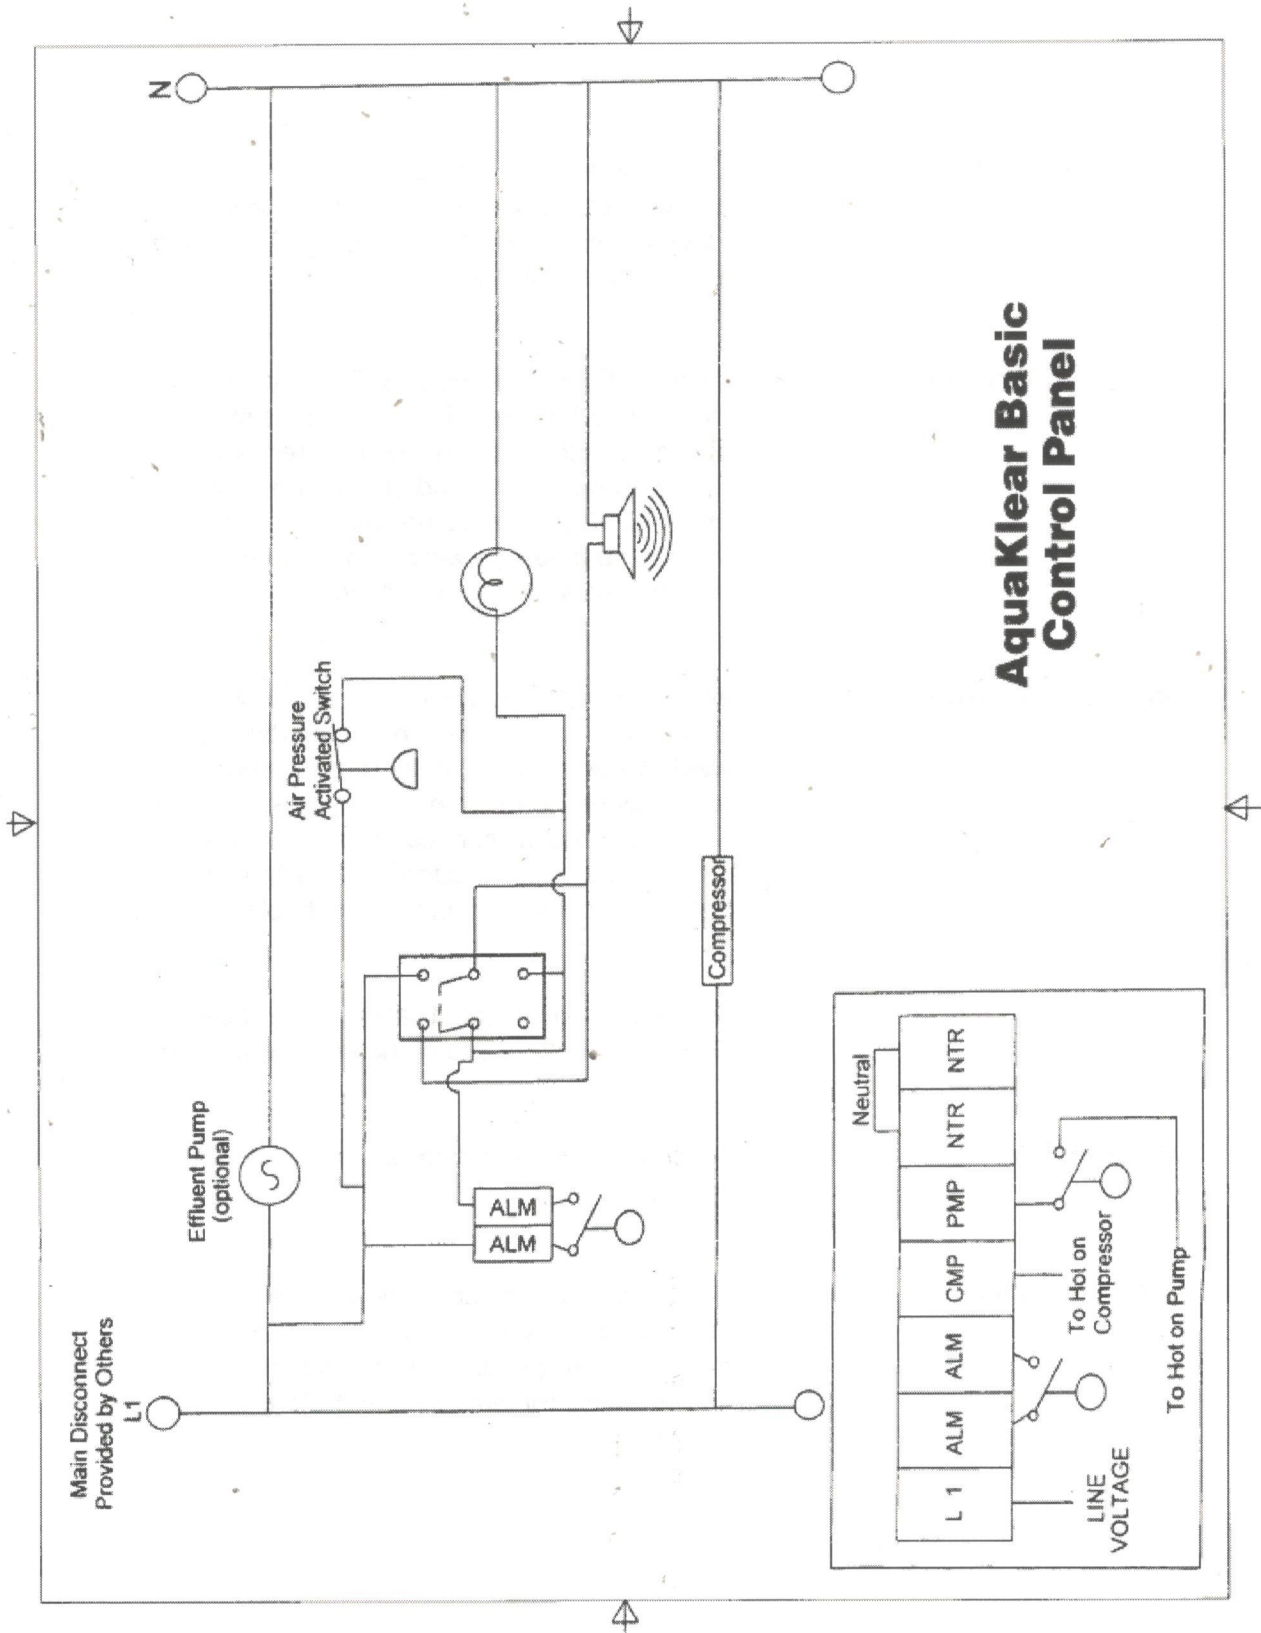 Main Disconnect
Provided by Others
L1
N
Effluent Pump
(optional)
Air Pressure
Activated Switch
ALM
ALM
Compressor
L 1
ALM
ALM
CMP
PMP
NTR
NTR
Neutral
LINE
VOLTAGE
To Hot on
Compressor
To Hot on Pump
AquaKlear Basic
Control Panel